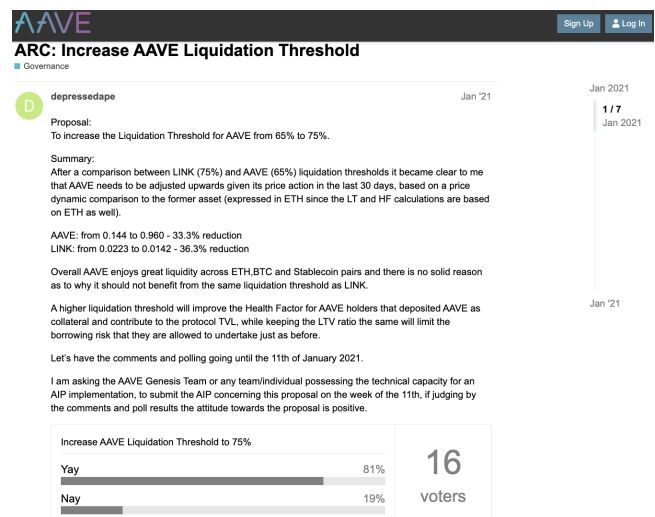 AAVE
Sign Up
Log In
ARC: Increase AAVE Liquidation Threshold
Governance
D
depressedape
Jan '21
Jan 2021
1 / 7
Jan 2021
Proposal:
To increase the Liquidation Threshold for AAVE from 65% to 75%.
Summary:
After a comparison between LINK (75%) and AAVE (65%) liquidation thresholds it became clear to me
that AAVE needs to be adjusted upwards given its price action in the last 30 days, based on a price
dynamic comparison to the former asset (expressed in ETH since the LT and HF calculations are based
on ETH as well).
AAVE: from 0.144 to 0.960 - 33.3% reduction
LINK: from 0.0223 to 0.0142 - 36.3% reduction
Overall AAVE enjoys great liquidity across ETH,BTC and Stablecoin pairs and there is no solid reason
as to why it should not benefit from the same liquidation threshold as LINK.
Jan '21
A higher liquidation threshold will improve the Health Factor for AAVE holders that deposited AAVE as
collateral and contribute to the protocol TVL, while keeping the LTV ratio the same will limit the
borrowing risk that they are allowed to undertake just as before.
Let's have the comments and polling going until the 11th of January 2021.
I am asking the AAVE Genesis Team or any team/individual possessing the technical capacity for an
AIP implementation, to submit the AIP concerning this proposal on the week of the 11th, if judging by
the comments and poll results the attitude towards the proposal is positive.
Increase AAVE Liquidation Threshold to 75%
Yay 81%
Nay 19%
16
voters